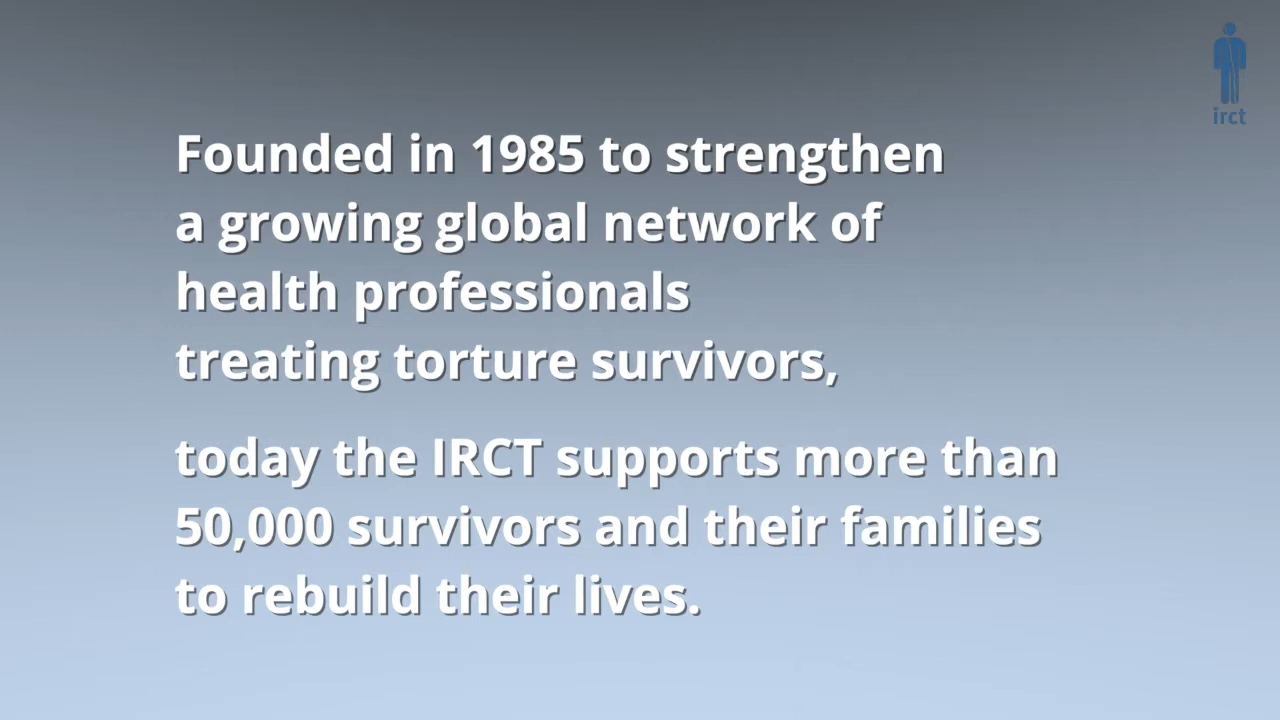 irct
Founded in 1985 to strengthen
a growing global network of
health professionals
treating torture survivors,
today the IRCT supports more than
50,000 survivors and their families
to rebuild their lives.